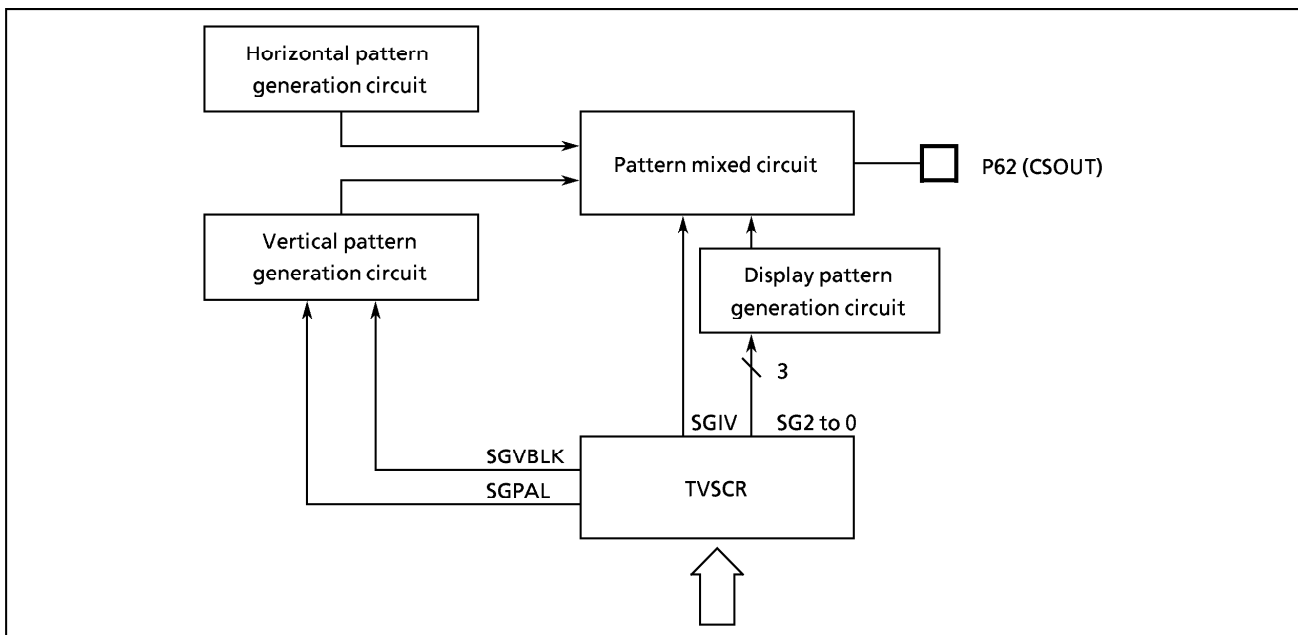 Horizontal pattern
generation circuit
Pattern mixed circuit
P62 (CSOUT)
Vertical pattern
generation circuit
Display pattern
generation circuit
3
SGIV
SG2 to 0
SGVBLK
SGPAL
TVSCR